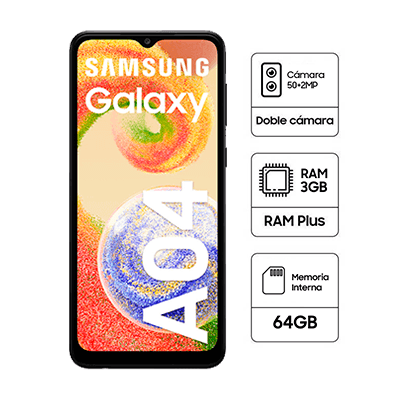 SAMSUNG
Galaxy
A04
Cámara
50+2MP
Doble cámara
RAM
3GB
RAM Plus
Memoria
Interna
64GB